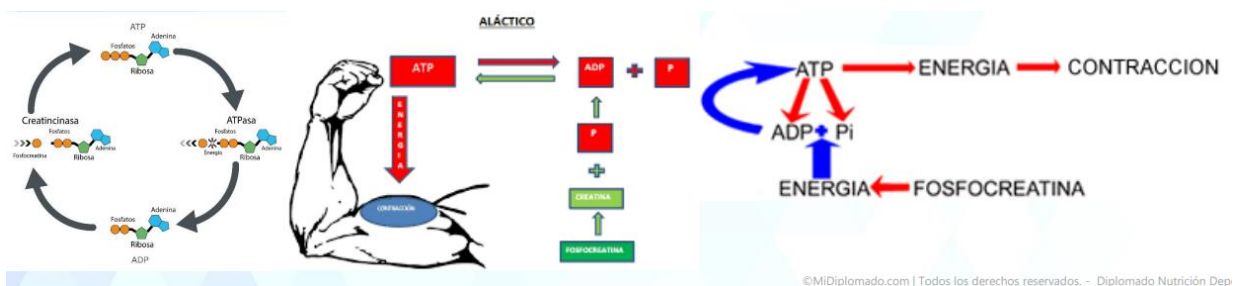 ATP
Fosfatos
Adenina
Ribosa
Creatincinasa
Fosfatos
Fosfocreatina
Ribosa
Adenina
ATPasa
Fosfatos
Energía
Ribosa
Adenina
Fosfatos
Adenina
Ribosa
ADP
ALÁCTICO
ATP
ADP
P
ENERGIA
P
CREATINA
CONTRACCIÓN
FOSFOCREATINA
ATP ENERGIA CONTRACCION
ADP + Pi
ENERGIA FOSFOCREATINA
©MiDiplomado.com | Todos los derechos reservados. - Diplomado Nutrición Dep